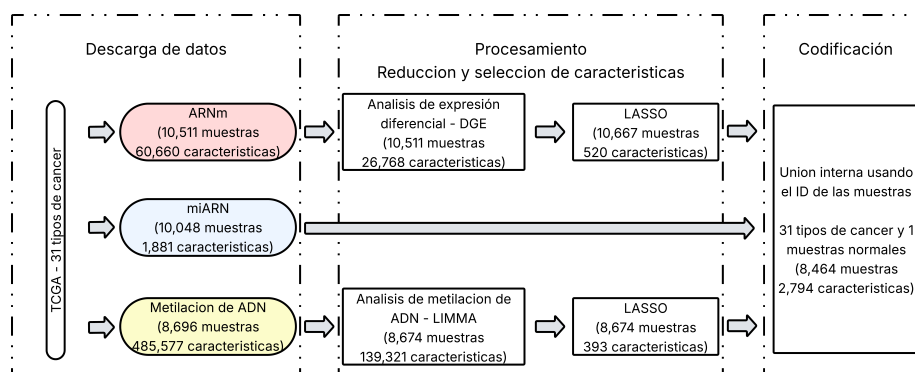 Descarga de datos
Procesamiento
Reduccion y seleccion de caracteristicas
Codificación
TCGA - 31 tipos de cancer
ARNm
(10,511 muestras
60,660 caracteristicas)
Analisis de expresión
diferencial - DGE
(10,511 muestras
26,768 caracteristicas)
LASSO
(10,667 muestras
520 caracteristicas)
miARN
(10,048 muestras
1,881 caracteristicas)
Metilacion de ADN
(8,696 muestras
485,577 caracteristicas)
Analisis de metilacion de
ADN - LIMMA
(8,674 muestras
139,321 caracteristicas)
LASSO
(8,674 muestras
393 caracteristicas)
Union interna usando
el ID de las muestras
31 tipos de cancer y 1
muestras normales
(8,464 muestras
2,794 caracteristicas)